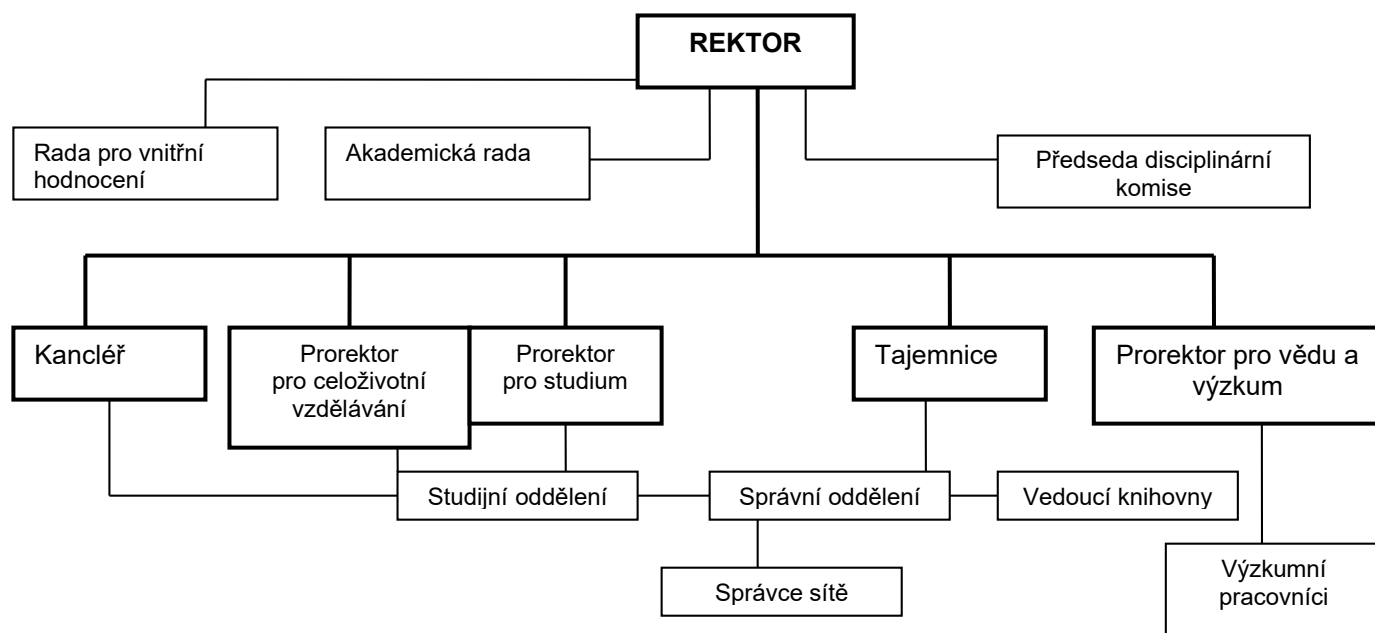 REKTOR
Rada pro vnitřní
hodnocení
Akademická rada
Předseda disciplinární
komise
Kancléř
Prorektor
pro celoživotní
vzdělávání
Prorektor
pro studium
Tajemnice
Prorektor pro vědu a
výzkum
Studijní oddělení
Správní oddělení
Vedoucí knihovny
Správce sítě
Výzkumní
pracovníci